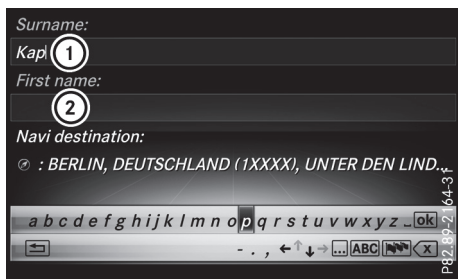 Surname:
Kap
1
First name:
2
Navi destination:
: BERLIN, DEUTSCHLAND (1XXXX), UNTER DEN LIND...
a b c d e f g h i j k l m n o p q r s t u v w x y z _ ok
- . , ←↑↓→ ... ABC X
P82.89-2164-31